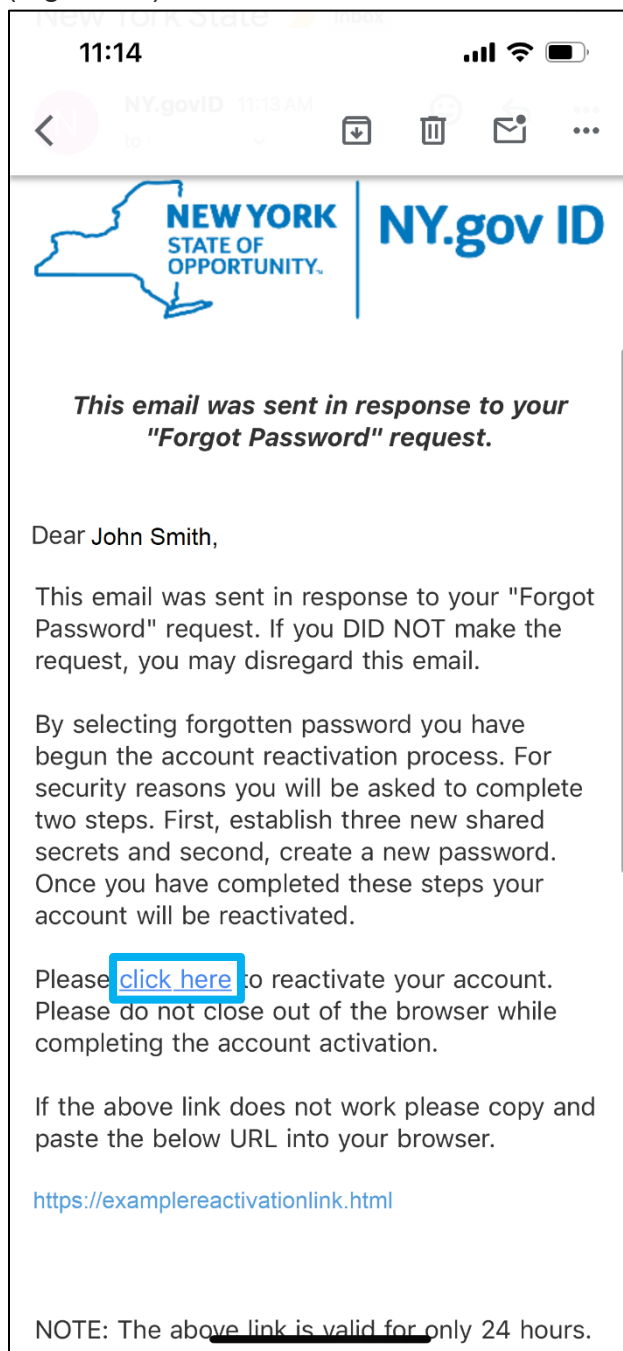 New York State Inbox
11:14
N NY.govID 11:13 AM
to
NEW YORK
STATE OF
OPPORTUNITY™
NY.gov ID
This email was sent in response to your
"Forgot Password" request.
Dear John Smith,
This email was sent in response to your "Forgot
Password" request. If you DID NOT make the
request, you may disregard this email.
By selecting forgotten password you have
begun the account reactivation process. For
security reasons you will be asked to complete
two steps. First, establish three new shared
secrets and second, create a new password.
Once you have completed these steps your
account will be reactivated.
Please click here to reactivate your account.
Please do not close out of the browser while
completing the account activation.
If the above link does not work please copy and
paste the below URL into your browser.
https://examplereactivationlink.html
NOTE: The above link is valid for only 24 hours.